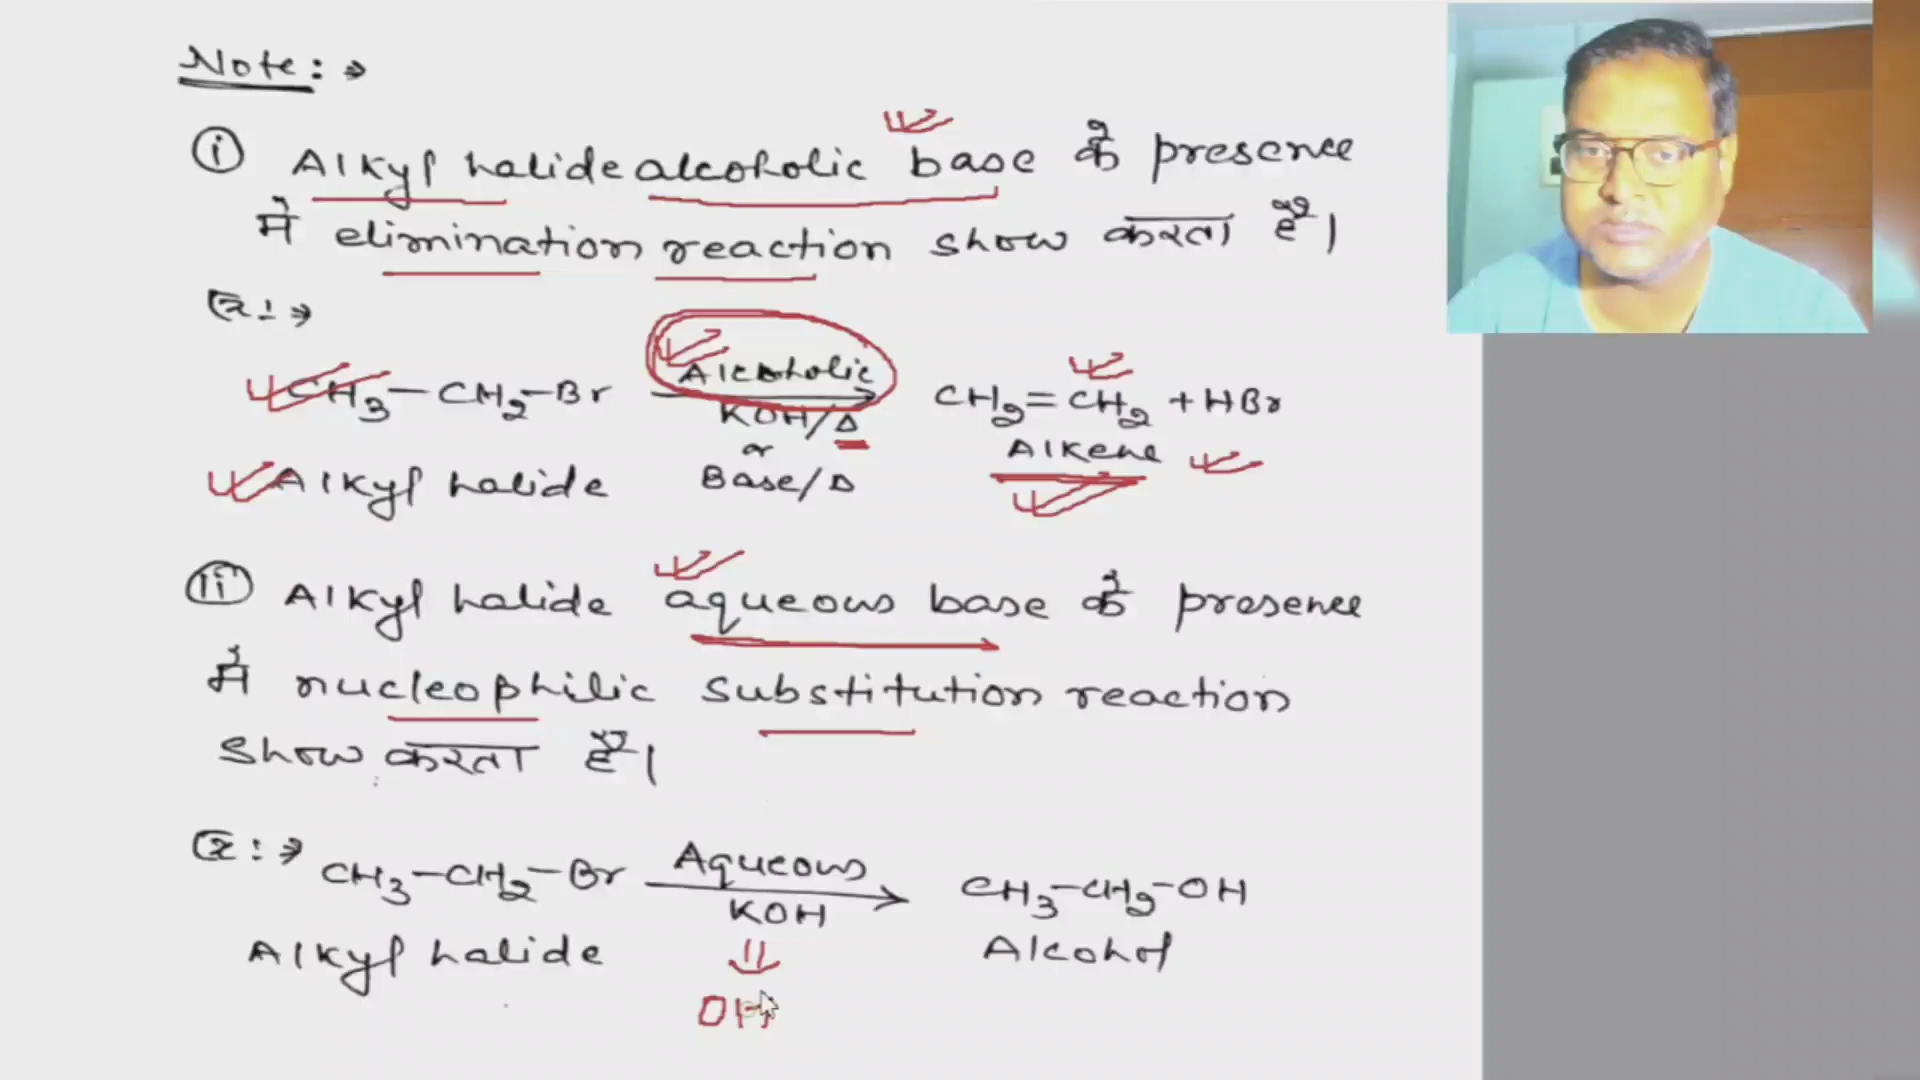 Note:→
(i) Alkyl halide alcoholic base के presence
में elimination reaction show करता है।
Ex:→
Alcoholic
CH3-CH2-Br → CH2=CH2 + HBr
KOH/Δ
or
Alkene
Alkyl halide Base/Δ
(ii) Alkyl halide aqueous base के presence
में nucleophilic substitution reaction
show करता है।
Ex:→
Aqueous
CH3-CH2-Br → CH3-CH2-OH
KOH
Alkyl halide Alcohol
OH